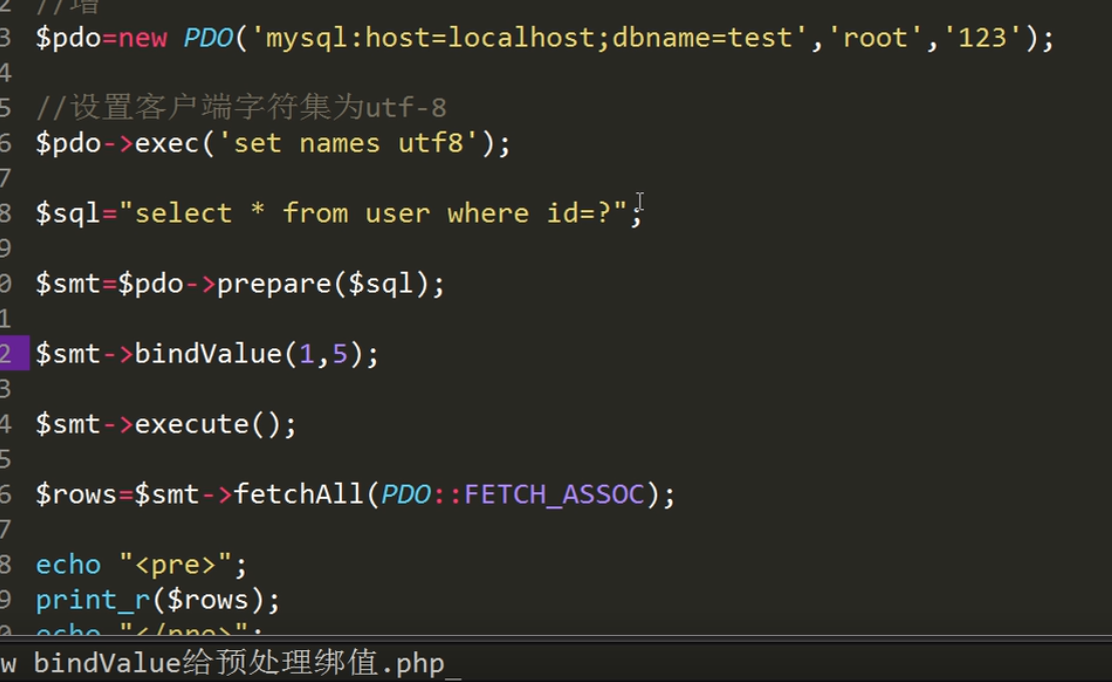 2 //增
3 $pdo=new PDO('mysql:host=localhost;dbname=test','root','123');
4
5 //设置客户端字符集为utf-8
6 $pdo->exec('set names utf8');
7
8 $sql="select * from user where id=?";
9
0 $smt=$pdo->prepare($sql);
1
2 $smt->bindValue(1,5);
3
4 $smt->execute();
5
6 $rows=$smt->fetchAll(PDO::FETCH_ASSOC);
7
8 echo "<pre>";
9 print_r($rows);
0 echo "</pre>";
w bindValue给预处理绑值.php_